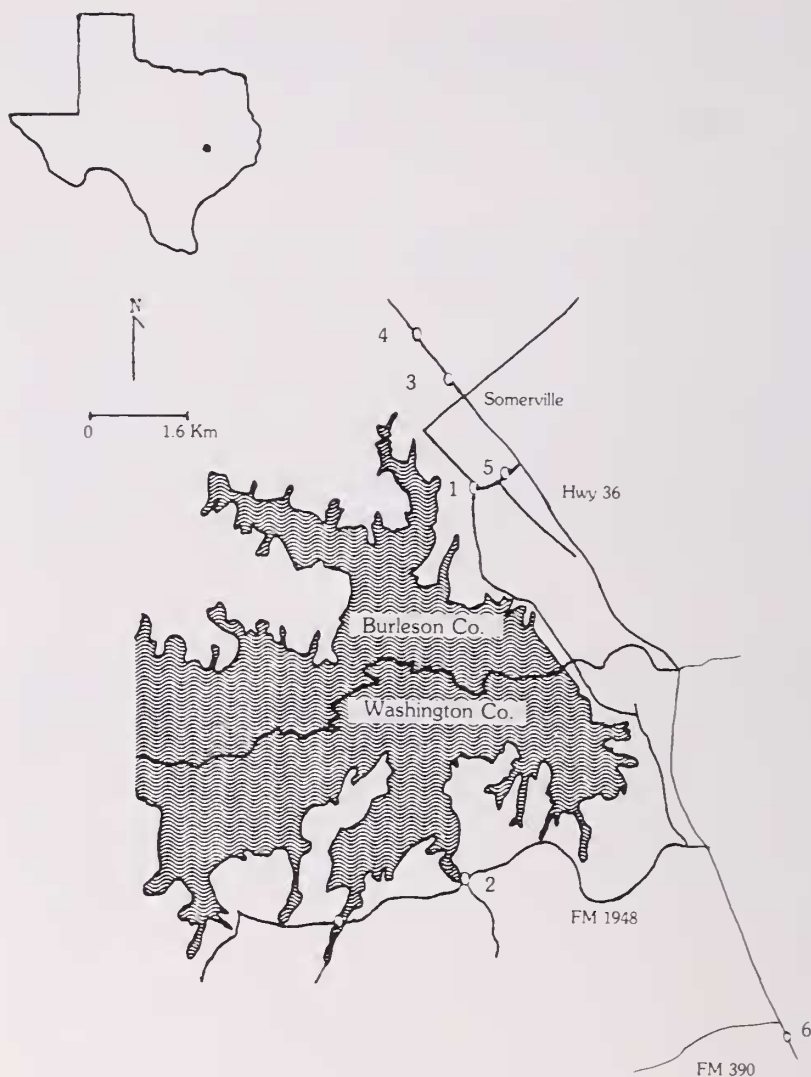 N
0 1.6 Km
4
3
Somerville
5
1
Hwy 36
Burleson Co.
Washington Co.
2
FM 1948
6
FM 390